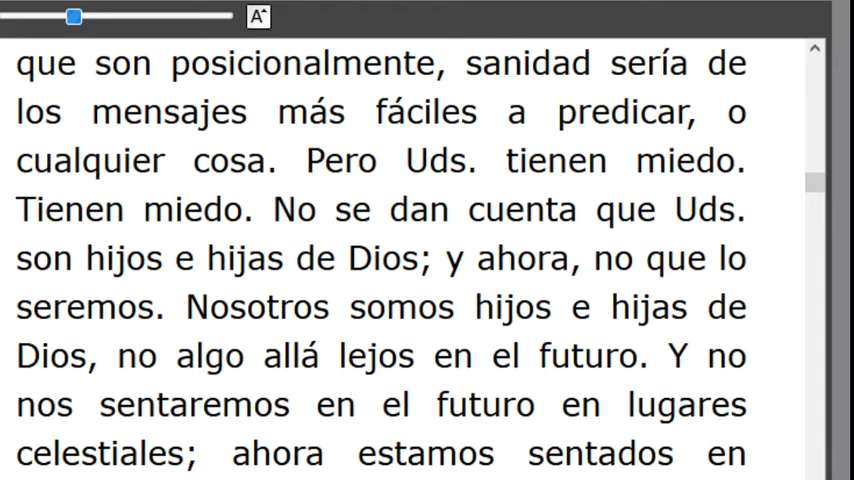 A
que son posicionalmente, sanidad sería de
los mensajes más fáciles a predicar, o
cualquier cosa. Pero Uds. tienen miedo.
Tienen miedo. No se dan cuenta que Uds.
son hijos e hijas de Dios; y ahora, no que lo
seremos. Nosotros somos hijos e hijas de
Dios, no algo allá lejos en el futuro. Y no
nos sentaremos en el futuro en lugares
celestiales; ahora estamos sentados en